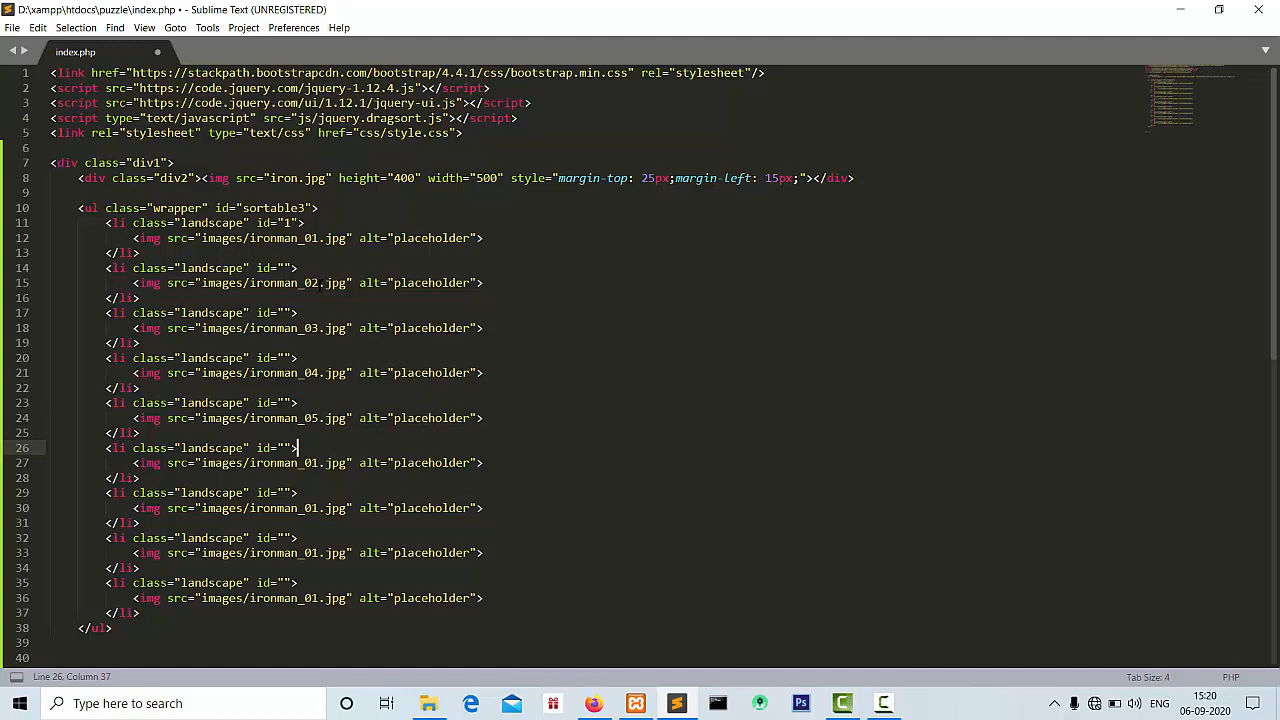 D:\xampp\htdocs\puzzle\index.php • - Sublime Text (UNREGISTERED)
File Edit Selection Find View Goto Tools Project Preferences Help
index.php
1 <link href="https://stackpath.bootstrapcdn.com/bootstrap/ /bootstrap.min.css" rel="stylesheet"/>
2 <script src="https://code.jquery.com/jquery-1.12.4.js"></script>
3 <script src="https://code.jquery.com/ui/1.12.1/jquery-ui.js"></script>
4 <script type="text/javascript" src="js/jquery.dragsort.js"></script>
5 <link rel="stylesheet" type="text/css" href="css/style.css">
6
7 <div class="div1">
8 <div class="div2"><img src="iron.jpg" height="400" width="500" style="margin-top: 25px;margin-left: 15px;"></div>
9
10 <ul class="wrapper" id="sortable3">
11 <li class="landscape" id="1">
12 <img src="images/ironman_01.jpg" alt="placeholder">
13 </li>
14 <li class="landscape" id="">
15 <img src="images/ironman_02.jpg" alt="placeholder">
16 </li>
17 <li class="landscape" id="">
18 <img src="images/ironman_03.jpg" alt="placeholder">
19 </li>
20 <li class="landscape" id="">
21 <img src="images/ironman_04.jpg" alt="placeholder">
22 </li>
23 <li class="landscape" id="">
24 <img src="images/ironman_05.jpg" alt="placeholder">
25 </li>
26 <li class="landscape" id="">
27 <img src="images/ironman_01.jpg" alt="placeholder">
28 </li>
29 <li class="landscape" id="">
30 <img src="images/ironman_01.jpg" alt="placeholder">
31 </li>
32 <li class="landscape" id="">
33 <img src="images/ironman_01.jpg" alt="placeholder">
34 </li>
35 <li class="landscape" id="">
36 <img src="images/ironman_01.jpg" alt="placeholder">
37 </li>
38 </ul>
39
40
Line 26, Column 37 Tab Size: 4 PHP
Type here to search
ENG
15:20
06-09-2020